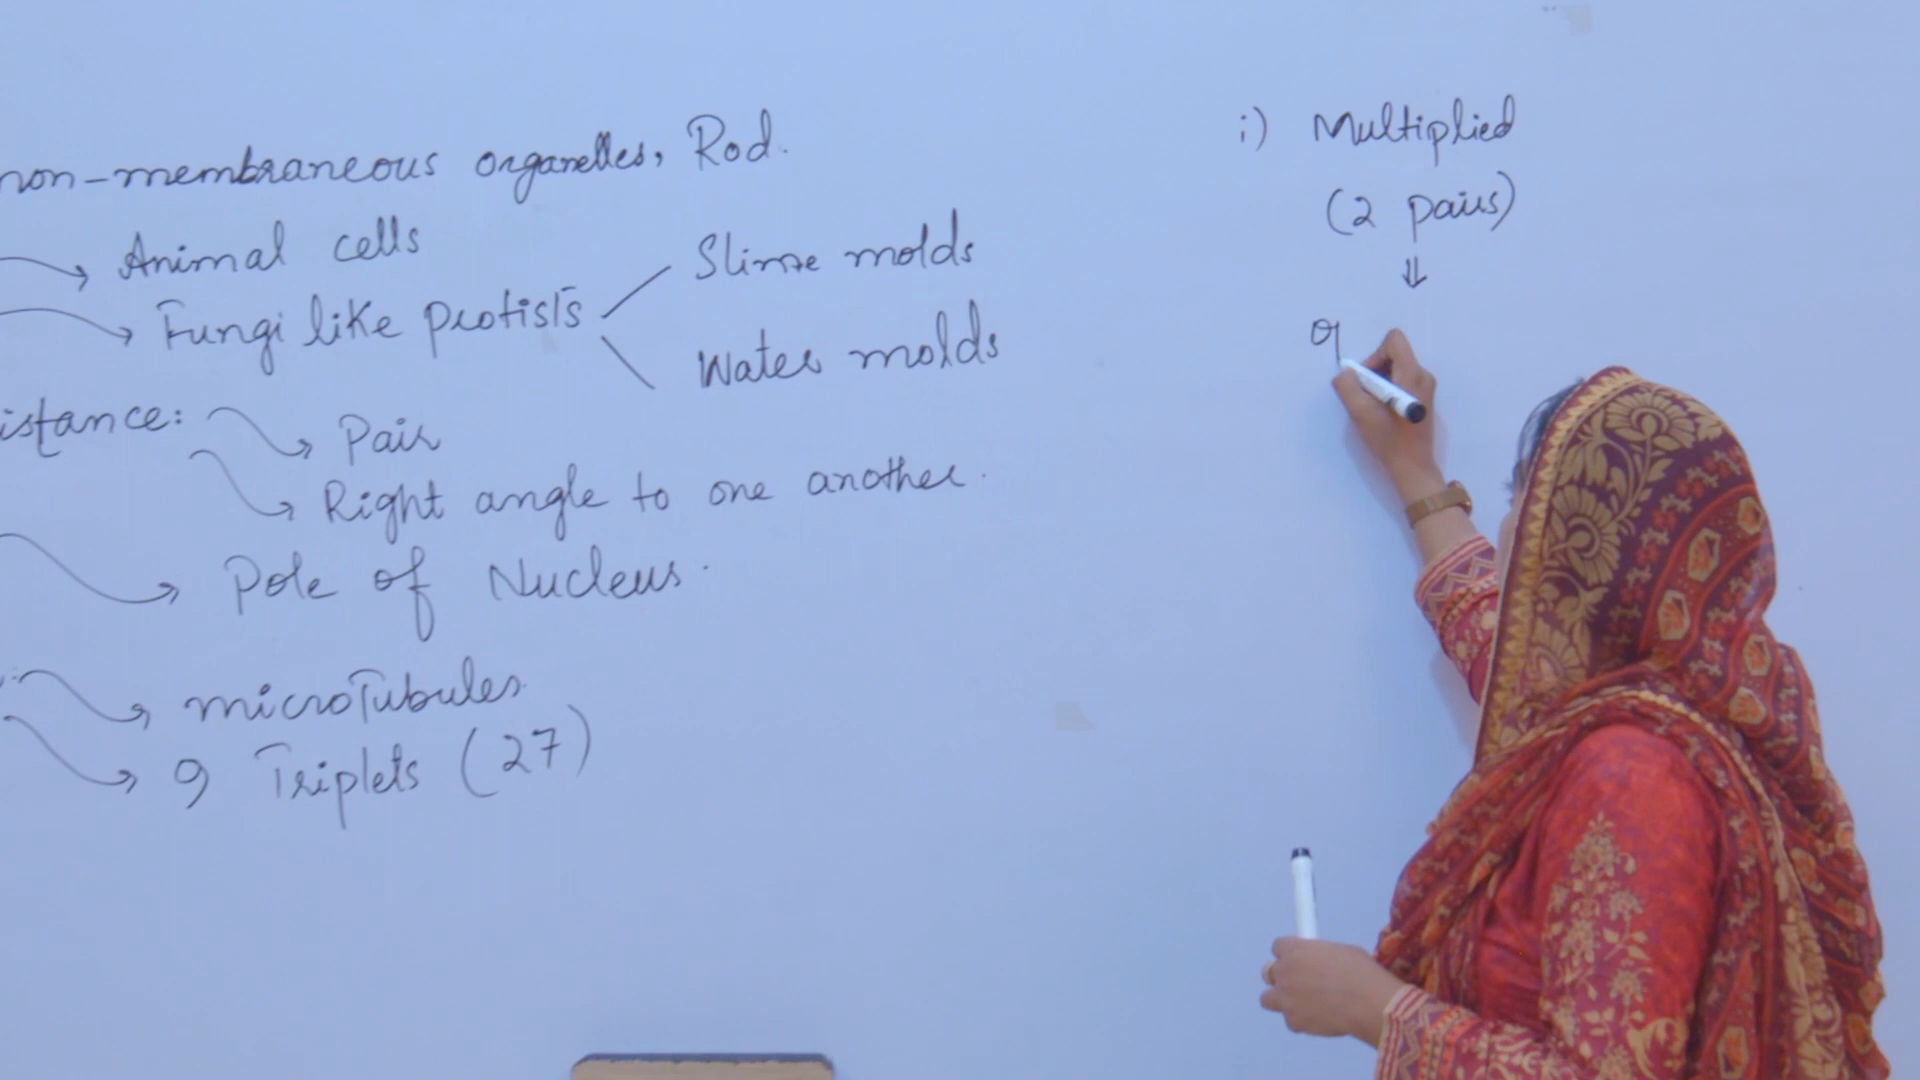 non-membraneous organelles, Rod.
Animal cells
Fungi like protists
Slime molds
Water molds
istance:
Pair
Right angle to one another.
Pole of Nucleus.
microTubules
9 Triplets (27)
i) Multiplied
(2 pairs)